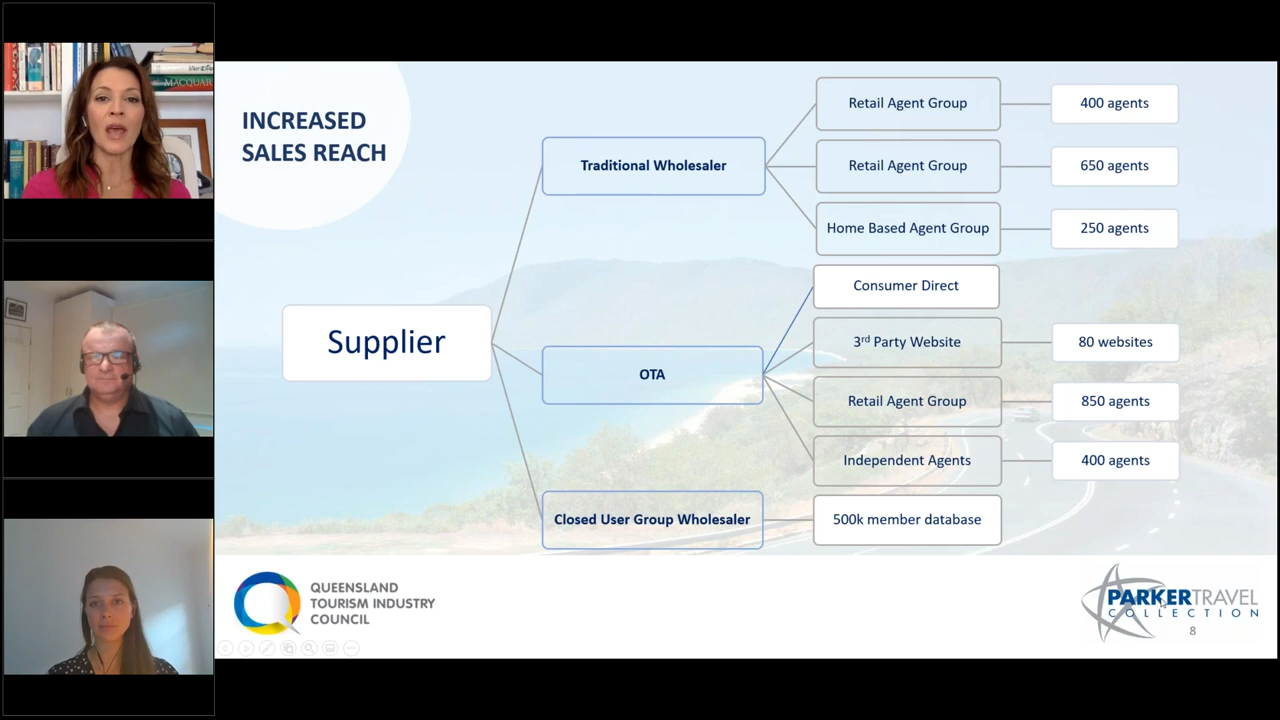 MACQUAR
INCREASED
SALES REACH
Supplier
Traditional Wholesaler
OTA
Closed User Group Wholesaler
Retail Agent Group
400 agents
Retail Agent Group
650 agents
Home Based Agent Group
250 agents
Consumer Direct
3rd Party Website
80 websites
Retail Agent Group
850 agents
Independent Agents
400 agents
500k member database
QUEENSLAND
TOURISM INDUSTRY
COUNCIL
PARKERTRAVEL
COLLECTION
8